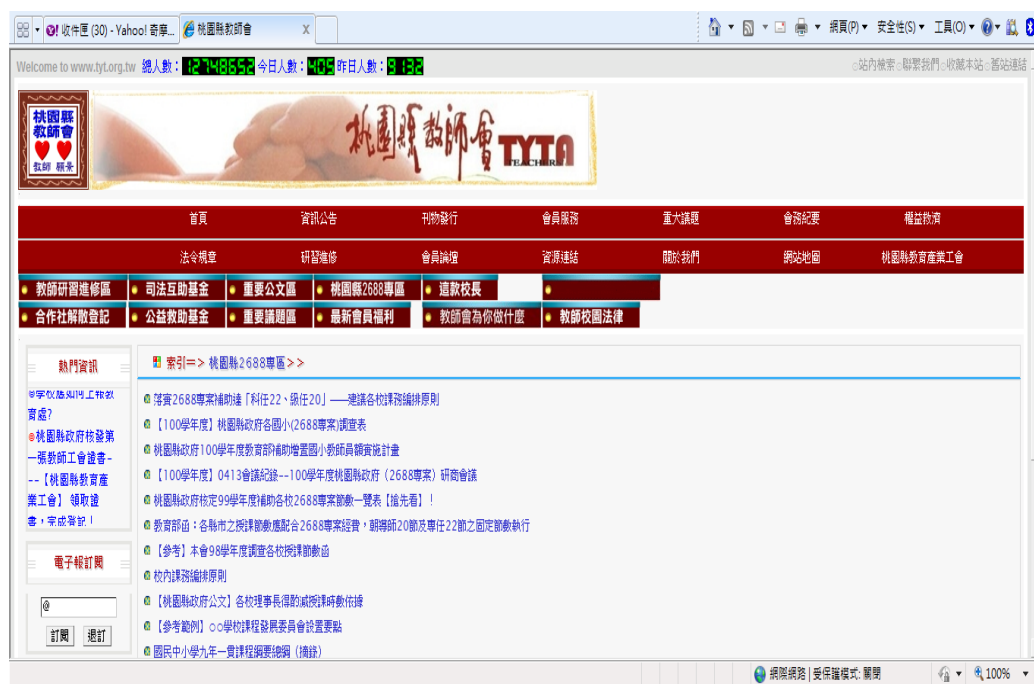 收件匣 (30) - Yahoo! 奇摩...
桃園縣教師會
X
網頁(P)
安全性(S)
工具(O)
Welcome to www.tyt.org.tw 總人數：12748652 今日人數：405 昨日人數：9132
○站內檢索○聯繫我們○收藏本站○舊站連結
桃園縣
教師會
教師 願景
桃園縣教師會 TYTA
TEACHERS
首頁 資訊公告 刊物發行 會員服務 重大議題 會務紀要 權益救濟
法令規章 研習進修 會員論壇 資源連結 關於我們 網站地圖 桃園縣教育產業工會
教師研習進修區 司法互助基金 重要公文區 桃園縣2688專區 這款校長
合作社解散登記 公益救助基金 重要議題區 最新會員福利 教師會為你做什麼 教師校園法律
熱門資訊
學校應如何上報教
育處?
桃園縣政府核發第
一張教師工會證書-
--【桃園縣教育產
業工會】 領取證
書，完成登記!
電子報訂閱
@
訂閱 退訂
索引=> 桃園縣2688專區>>
落實2688專案補助達「科任22、級任20」——建議各校課務編排原則
【100學年度】桃園縣政府各國小(2688專案)調查表
桃園縣政府100學年度教育部補助增置國小教師員額實施計畫
【100學年度】0413會議紀錄--100學年度桃園縣政府（2688專案）研商會議
桃園縣政府核定99學年度補助各校2688專案節數一覽表【搶先看】!
教育部函：各縣市之授課節數應配合2688專案經費，朝導師20節及專任22節之固定節數執行
【參考】本會98學年度調查各校授課節數函
校內課務編排原則
【桃園縣政府公文】各校理事長得酌減授課時數依據
【參考範例】○○學校課程發展委員會設置要點
國民中小學九年一貫課程綱要總綱（摘錄）
網際網路 | 受保護模式: 關閉
100%